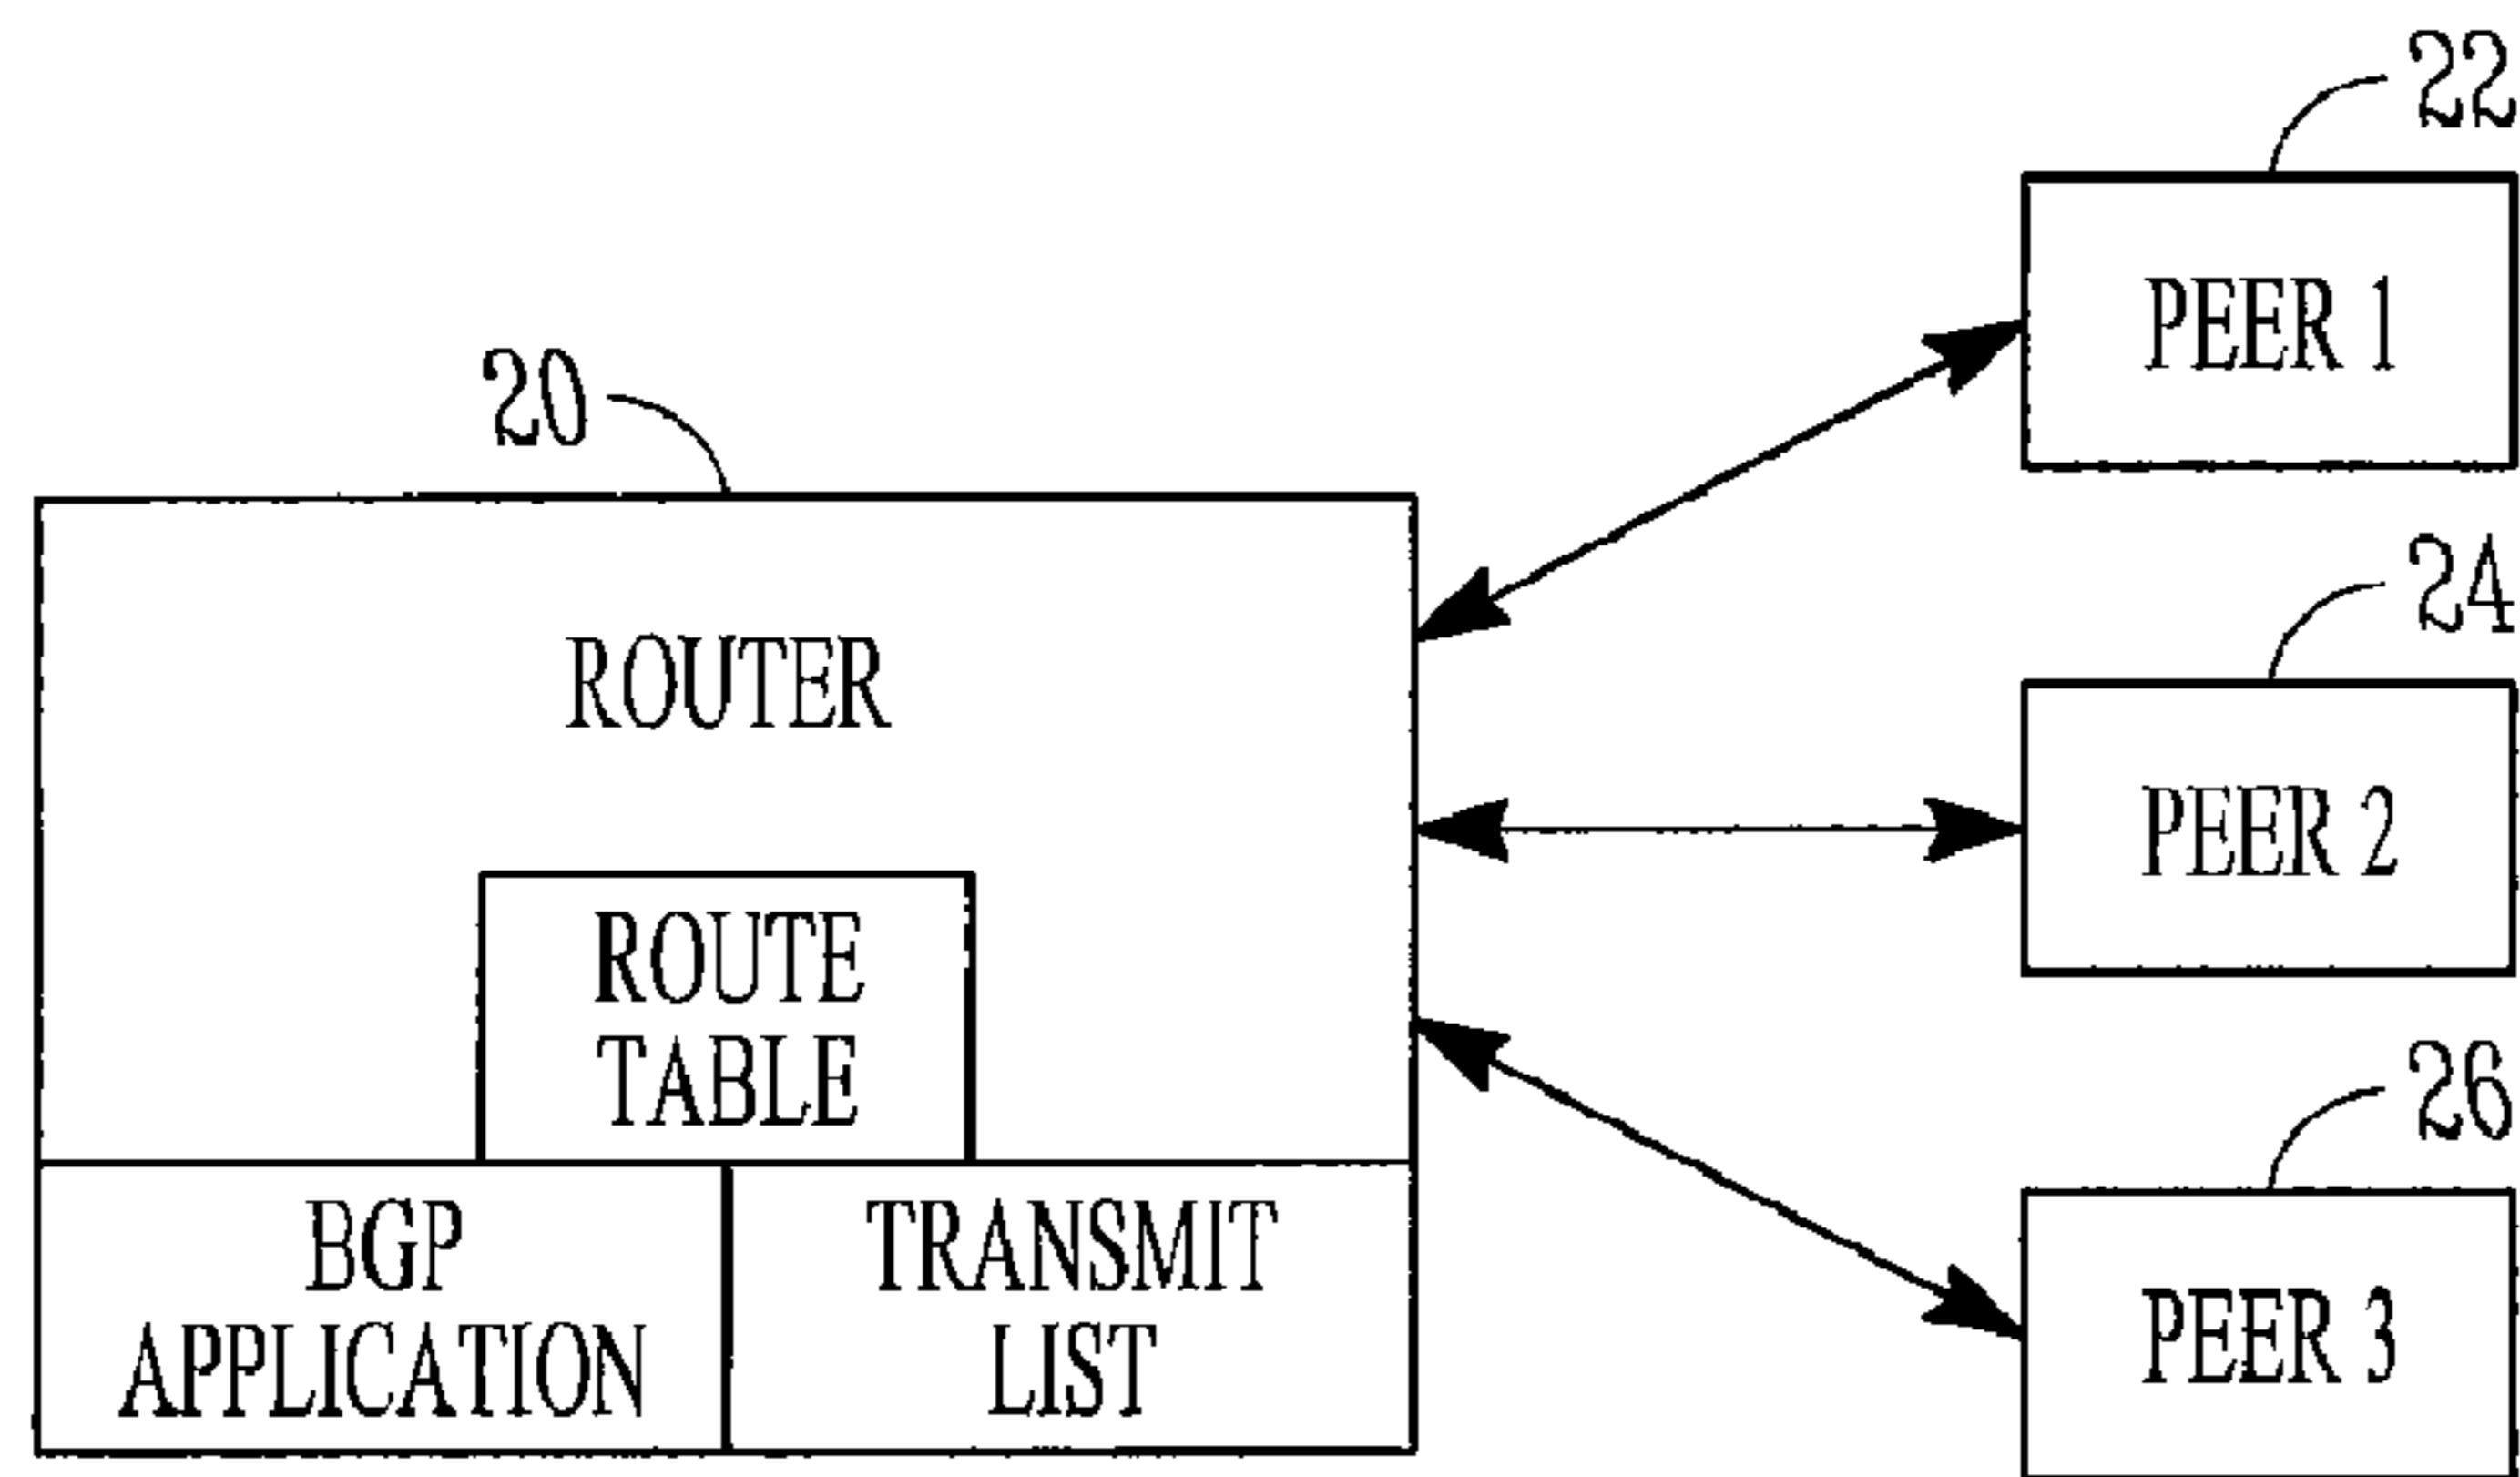 22
PEER 1
20
24
ROUTER
PEER 2
ROUTE
TABLE
26
BGP
APPLICATION
TRANSMIT
LIST
PEER 3